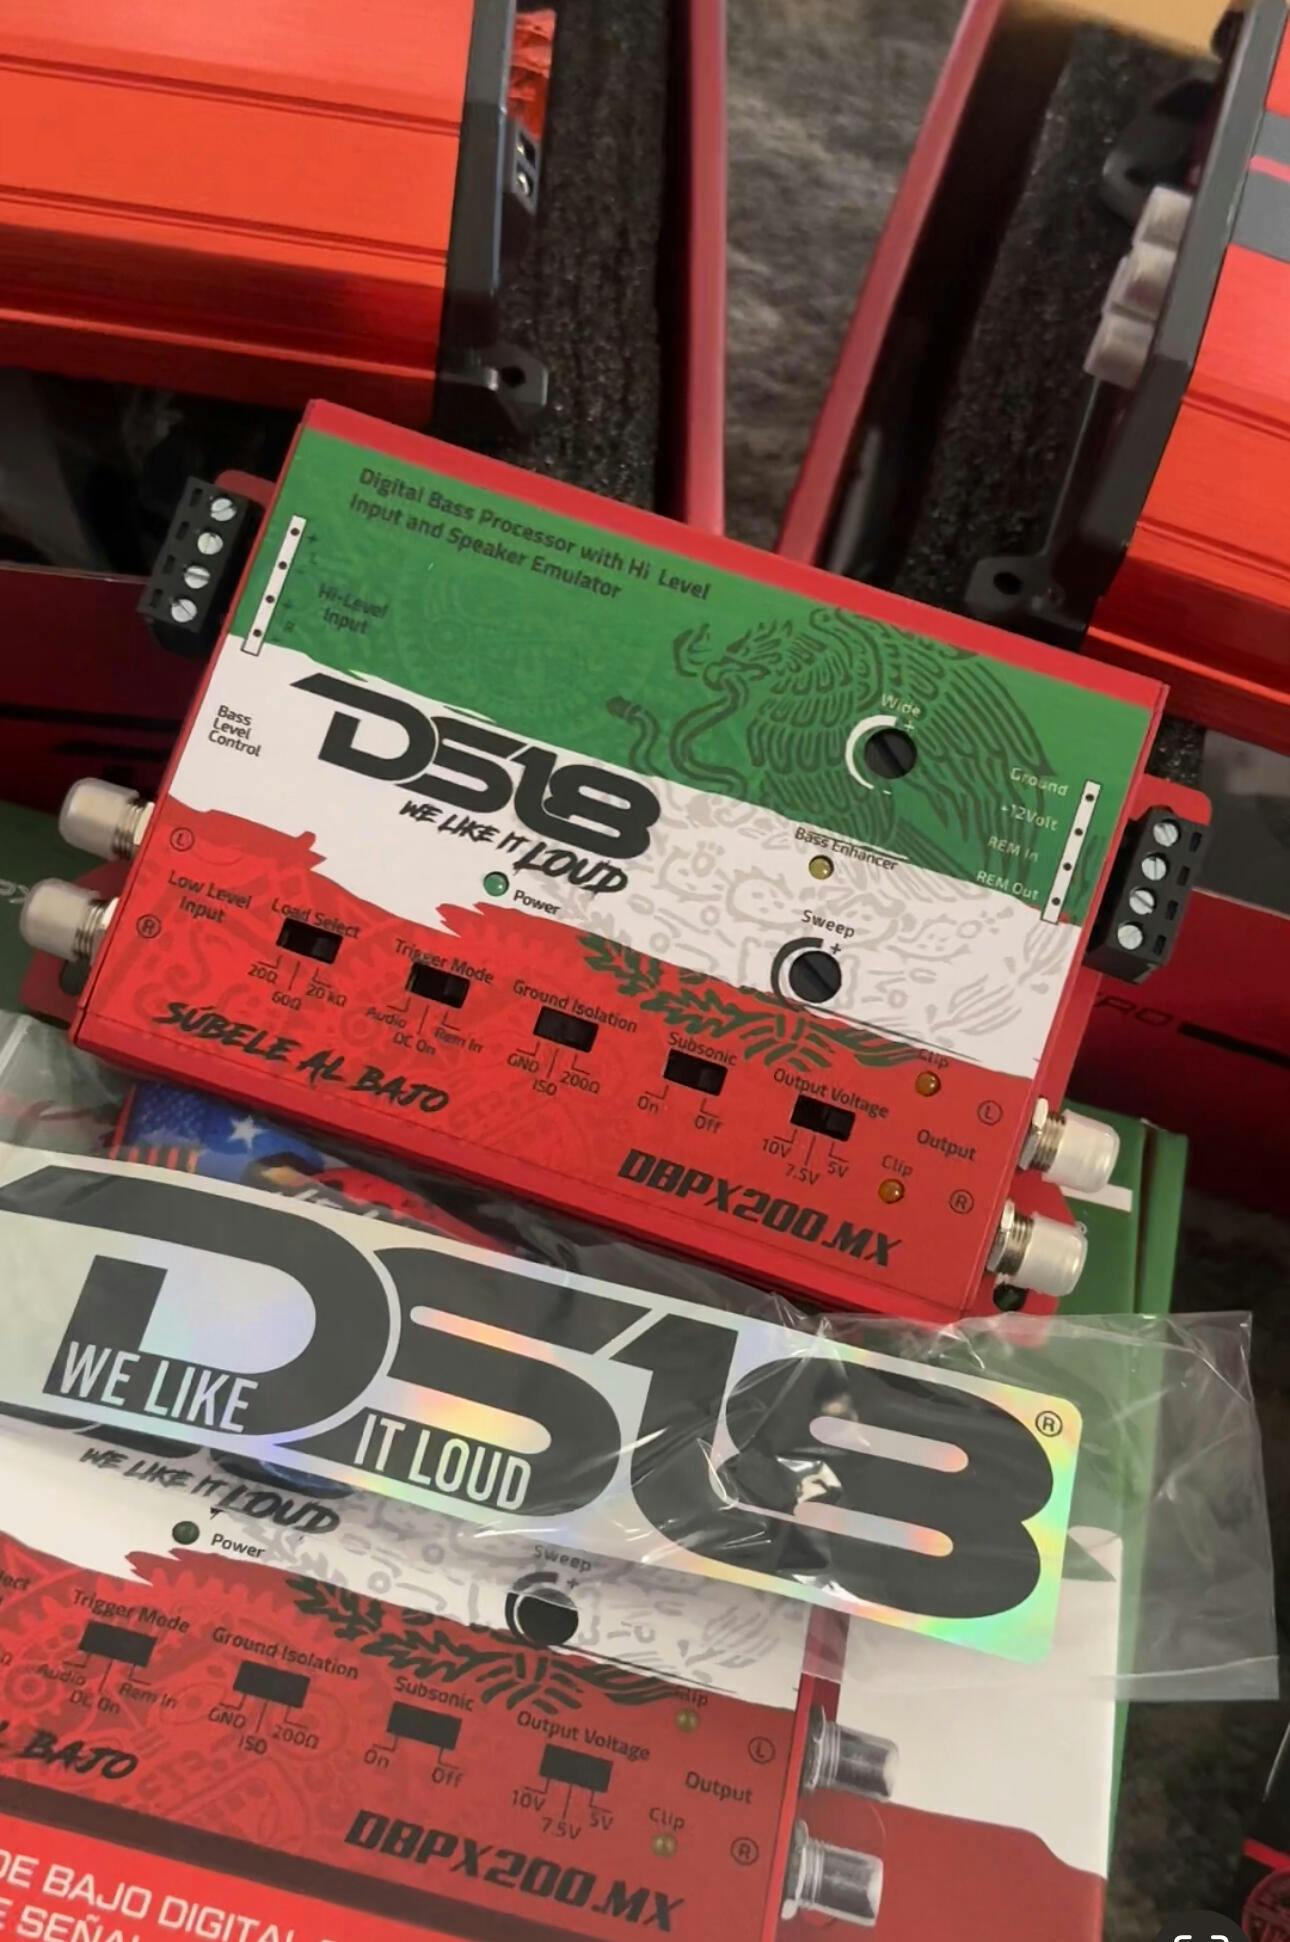 Digital Bass Processor with Hi Level
Input and Speaker Emulator
+
L
-
+
R
-
Hi-Level
Input
Wide
+
-
Bass
Level
Control
DS18
WE LIKE IT LOUD
Ground
+12Volt
REM In
REM Out
Bass Enhancer
Power
Sweep
+
L
R
Low Level
Input
Load Select
20Ω
60Ω
20 kΩ
Trigger Mode
Audio
DC On
Rem In
Ground Isolation
GND
ISO
200Ω
Subsonic
On
Off
Output Voltage
10V
7.5V
5V
Clip
L
Output
Clip
R
SÚBELE AL BAJO
DBPX200.MX
DS18
®
WE LIKE
IT LOUD
WE LIKE IT LOUD
Power
Sweep
+
Trigger Mode
Audio
DC On
Rem In
Ground Isolation
GND
ISO
200Ω
Subsonic
On
Off
Output Voltage
10V
7.5V
5V
L
Output
Clip
R
BAJO
DBPX200.MX
DE BAJO DIGITAL